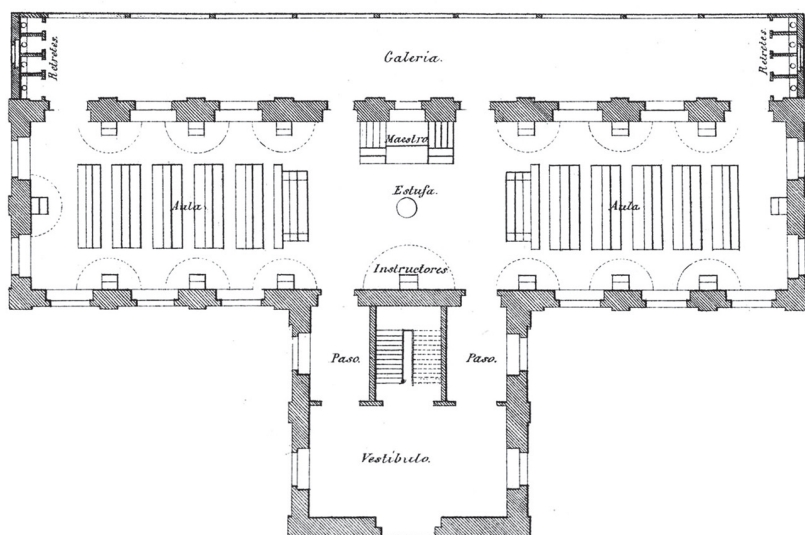 Retretes.
Galeria.
Retretes.
Maestro
Aula.
Estufa.
Aula.
Instructores
Paso.
Paso.
Vestibulo.